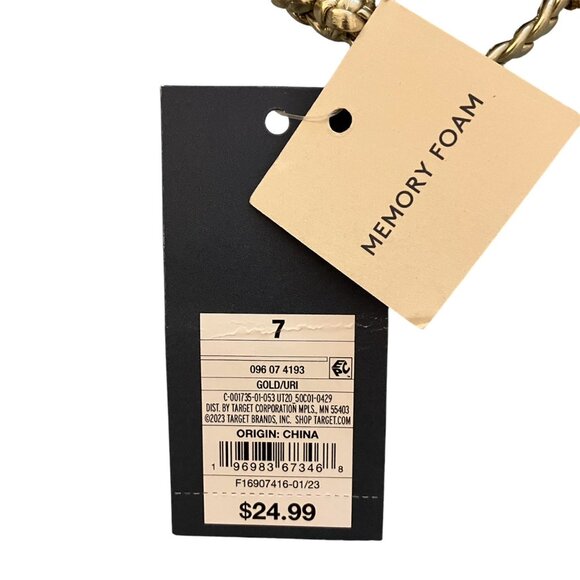 MEMORY FOAM
7
096 07 4193
GOLD/URI
C-001735-01-053 UT20_50C01-0429
DIST. BY TARGET CORPORATION MPLS., MN 55403
©2023 TARGET BRANDS, INC. SHOP TARGET.COM
ORIGIN: CHINA
1 96983 67346 8
F16907416-01/23
$24.99